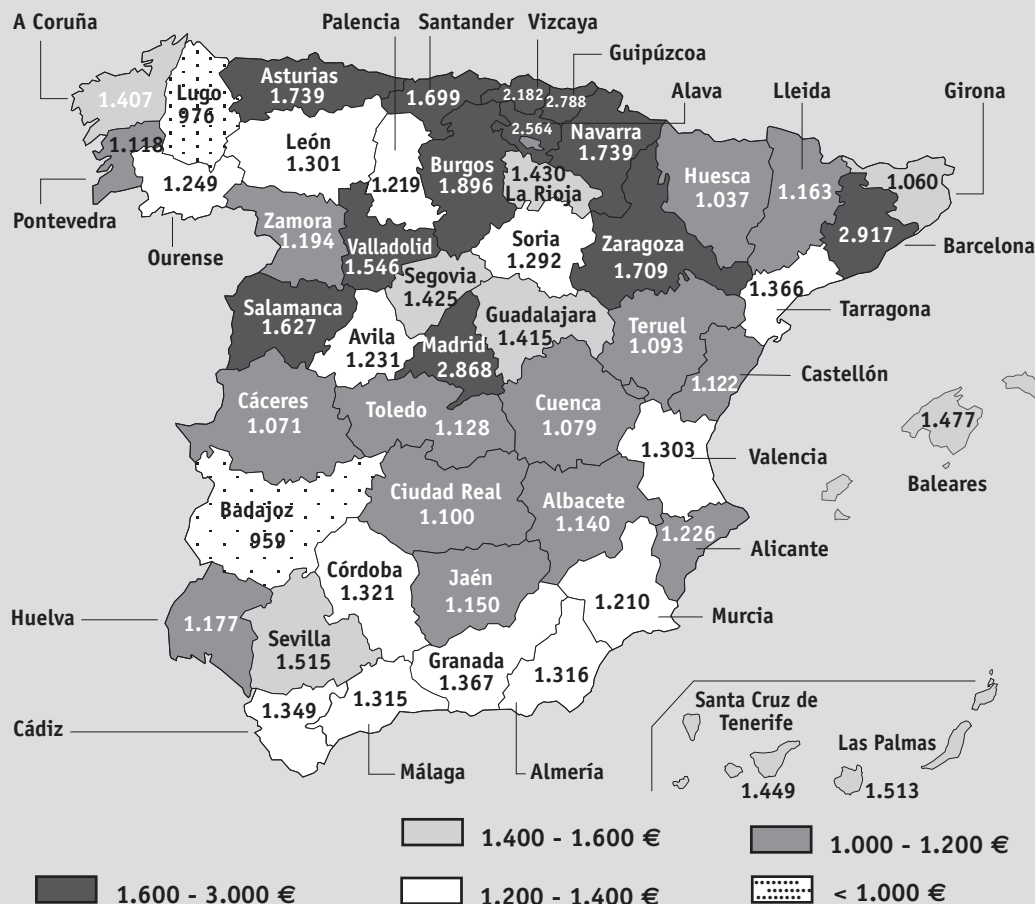 A Coruña
Palencia
Santander
Vizcaya
Guipúzcoa
Alava
Lleida
Girona
1.407
Lugo
976
Asturias
1.739
1.699
2.182
2.788
2.564
Navarra
1.739
León
1.301
1.219
Burgos
1.896
1.430
La Rioja
Huesca
1.037
1.163
1.060
1.118
1.249
Pontevedra
Ourense
Zamora
1.194
Valladolid
1.546
Soria
1.292
Zaragoza
1.709
2.917
Barcelona
Segovia
1.425
1.366
Tarragona
Salamanca
1.627
Avila
1.231
Madrid
2.868
Guadalajara
1.415
Teruel
1.093
1.122
Castellón
Cáceres
1.071
Toledo
1.128
Cuenca
1.079
1.303
Valencia
1.477
Baleares
Badajoz
959
Ciudad Real
1.100
Albacete
1.140
1.226
Alicante
Córdoba
1.321
Jaén
1.150
1.210
Murcia
Huelva
1.177
Sevilla
1.515
Granada
1.367
1.316
1.349
1.315
Cádiz
Málaga
Almería
Santa Cruz de
Tenerife
1.449
Las Palmas
1.513
1.400 - 1.600 €
1.000 - 1.200 €
1.600 - 3.000 €
1.200 - 1.400 €
< 1.000 €